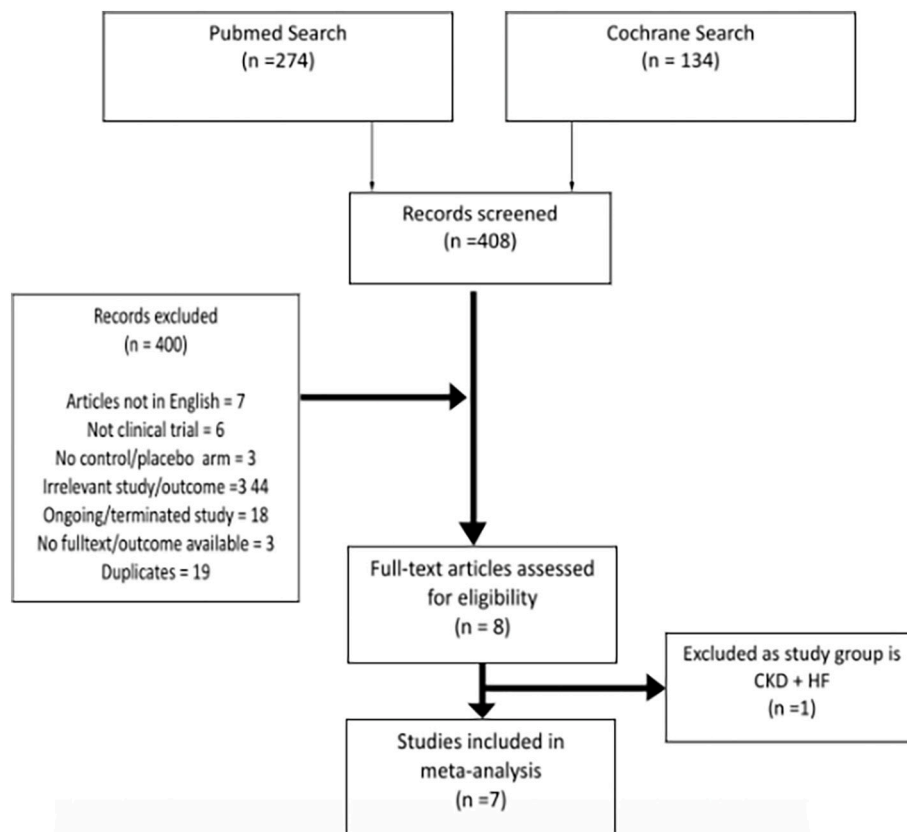 Pubmed Search
(n =274)
Cochrane Search
(n = 134)
Records screened
(n =408)
Records excluded
(n = 400)
Articles not in English = 7
Not clinical trial = 6
No control/placebo arm = 3
Irrelevant study/outcome =3 44
Ongoing/terminated study = 18
No fulltext/outcome available = 3
Duplicates = 19
Full-text articles assessed
for eligibility
(n = 8)
Excluded as study group is
CKD + HF
(n =1)
Studies included in
meta-analysis
(n =7)